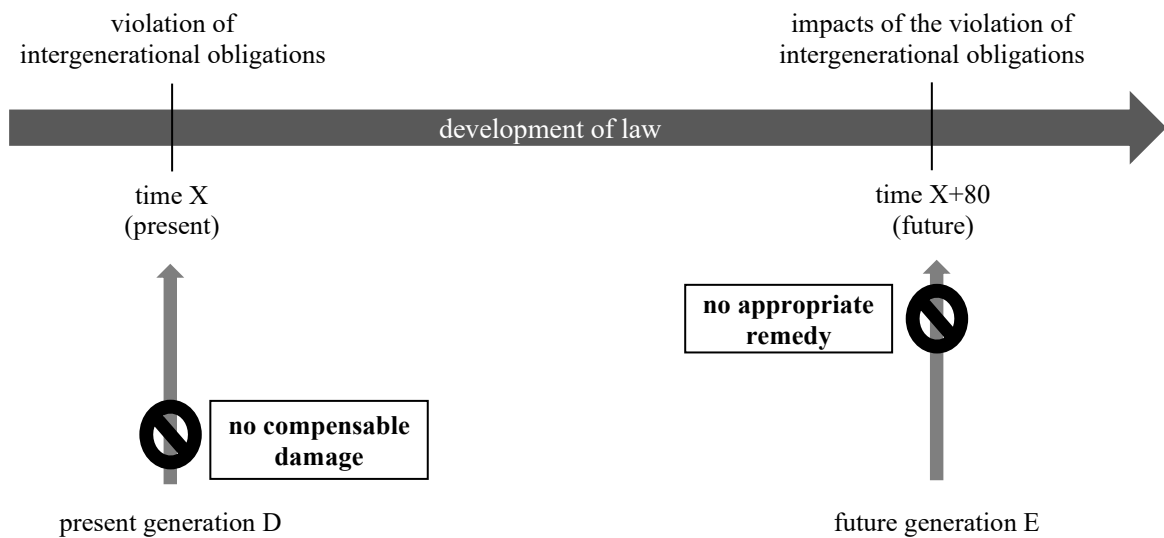 violation of
intergenerational obligations
impacts of the violation of
intergenerational obligations
development of law
time X
(present)
time X+80
(future)
no appropriate
remedy
no compensable
damage
present generation D
future generation E